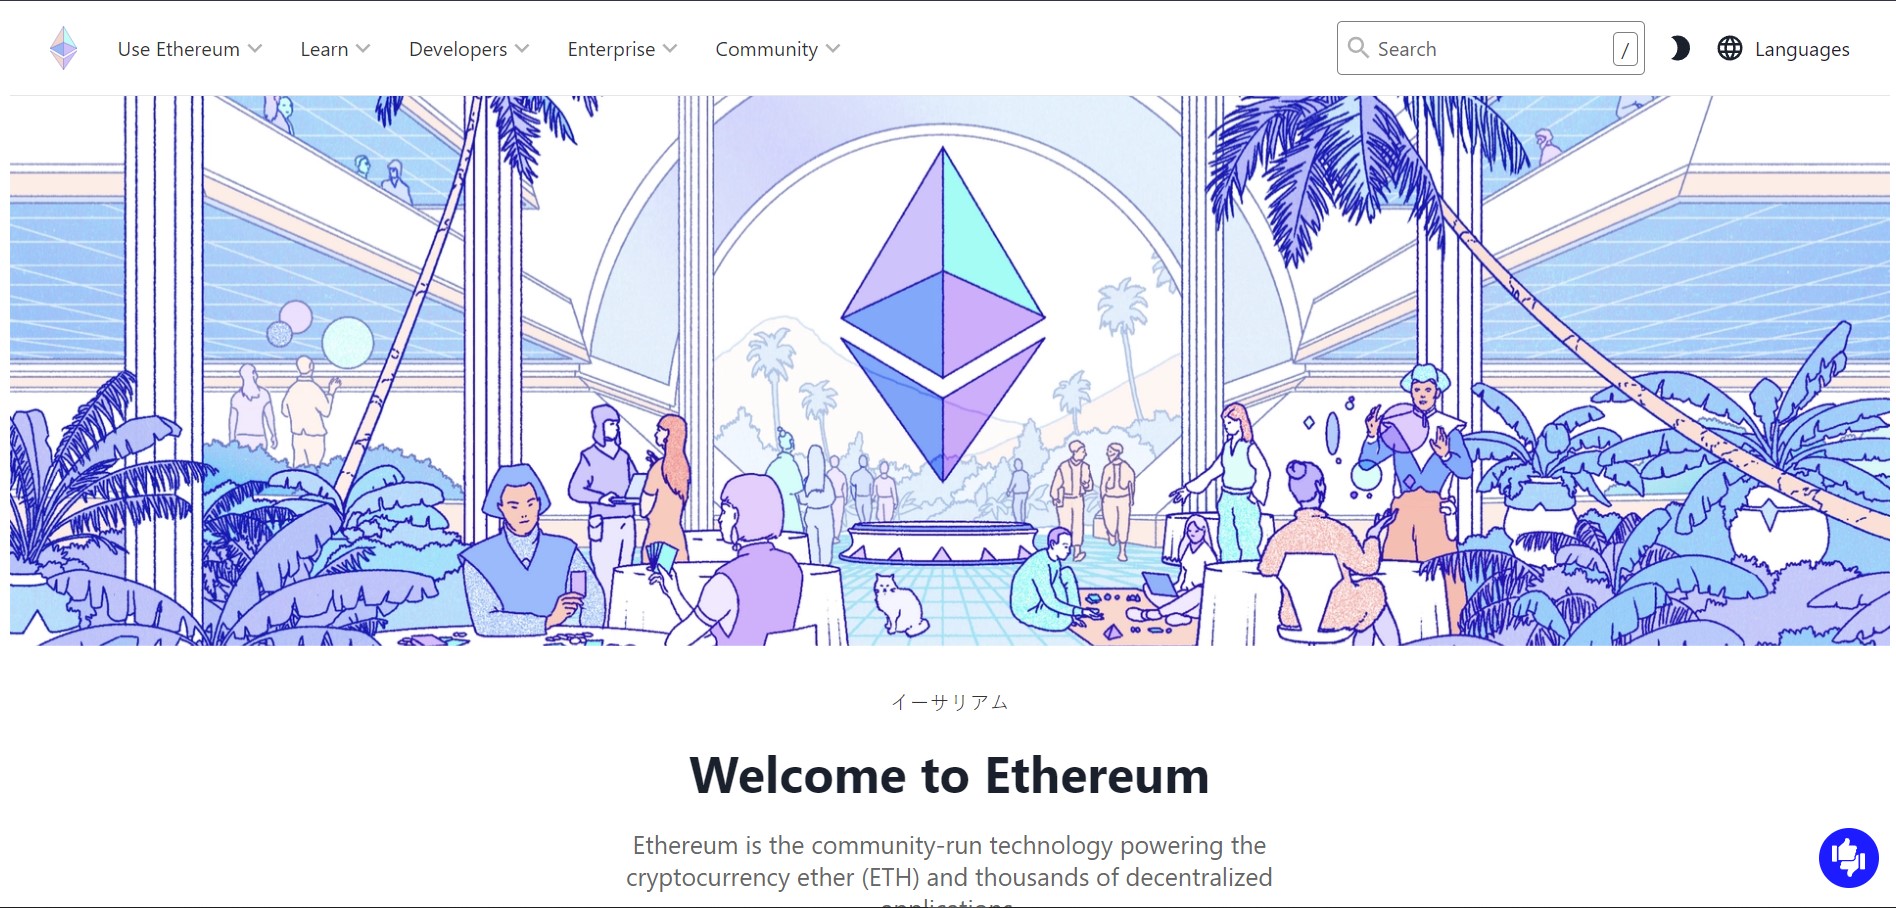 Use Ethereum Learn Developers Enterprise Community Search / Languages
イーサリアム
Welcome to Ethereum
Ethereum is the community-run technology powering the
cryptocurrency ether (ETH) and thousands of decentralized
applications.